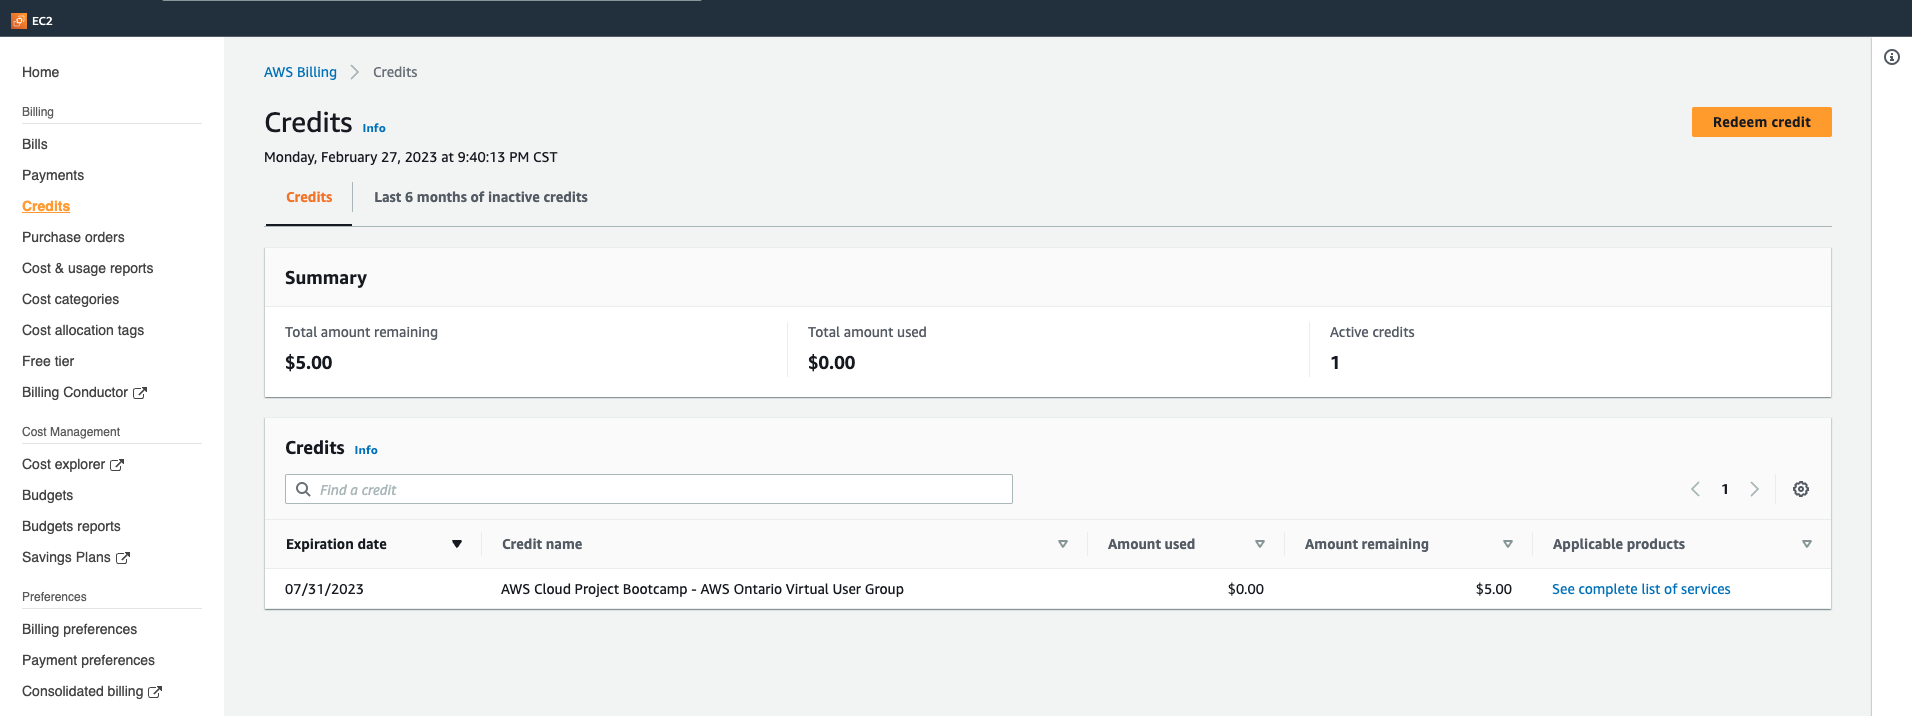 EC2
Home
Billing
Bills
Payments
Credits
Purchase orders
Cost & usage reports
Cost categories
Cost allocation tags
Free tier
Billing Conductor
Cost Management
Cost explorer
Budgets
Budgets reports
Savings Plans
Preferences
Billing preferences
Payment preferences
Consolidated billing
AWS Billing > Credits
Credits Info
Redeem credit
Monday, February 27, 2023 at 9:40:13 PM CST
Credits Last 6 months of inactive credits
Summary
Total amount remaining Total amount used Active credits
$5.00 $0.00 1
Credits Info
Find a credit
1
Expiration date Credit name Amount used Amount remaining Applicable products
07/31/2023 AWS Cloud Project Bootcamp - AWS Ontario Virtual User Group $0.00 $5.00 See complete list of services